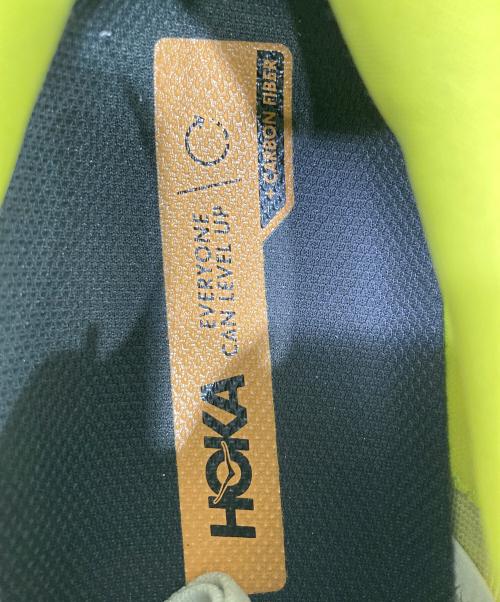 HOKA
EVERYONE
CAN LEVEL UP
+ CARBON FIBER